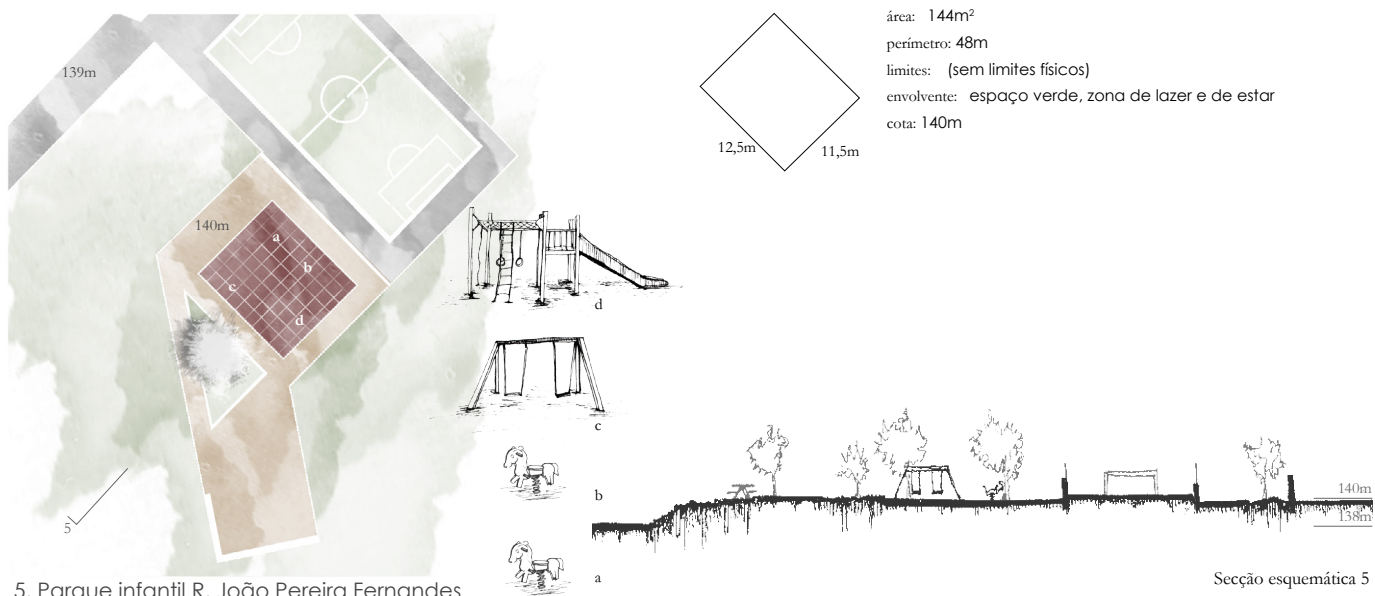 139m
140m
a
b
c
d
5
5. Parque infantil R. João Pereira Fernandes
d
c
b
a
12,5m
11,5m
área: 144m²
perímetro: 48m
limites: (sem limites físicos)
envolvente: espaço verde, zona de lazer e de estar
cota: 140m
140m
138m
Secção esquemática 5